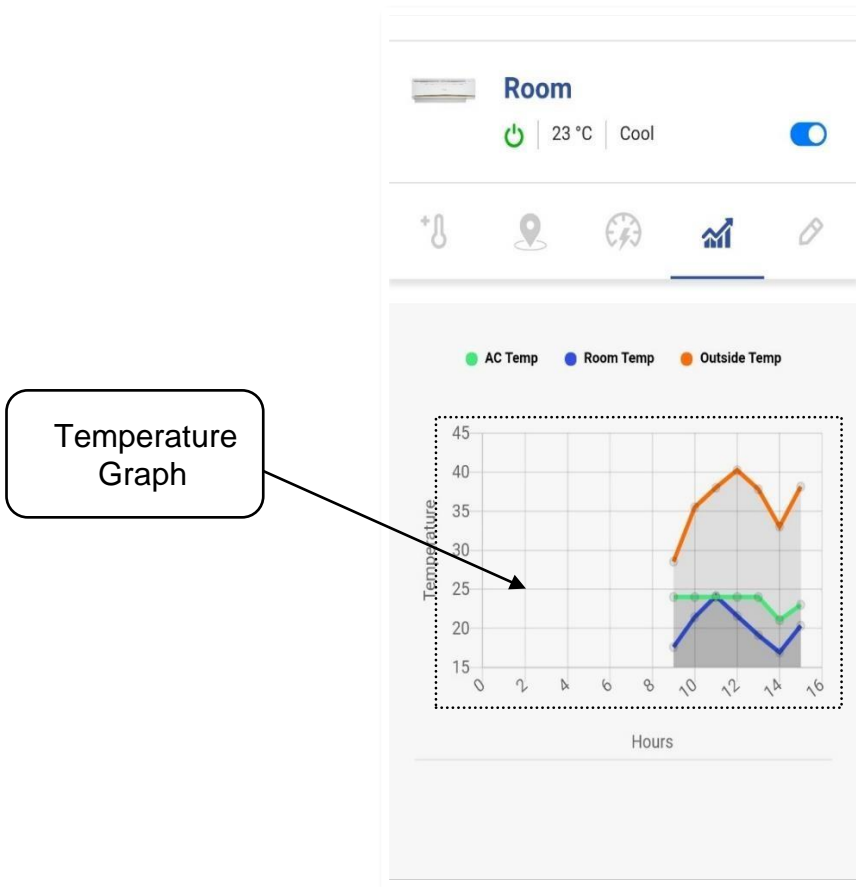 Room
23 °C Cool
AC Temp Room Temp Outside Temp
Temperature
Graph
45
40
35
30
25
20
15
Temperature
0 2 4 6 8 10 12 14 16
Hours